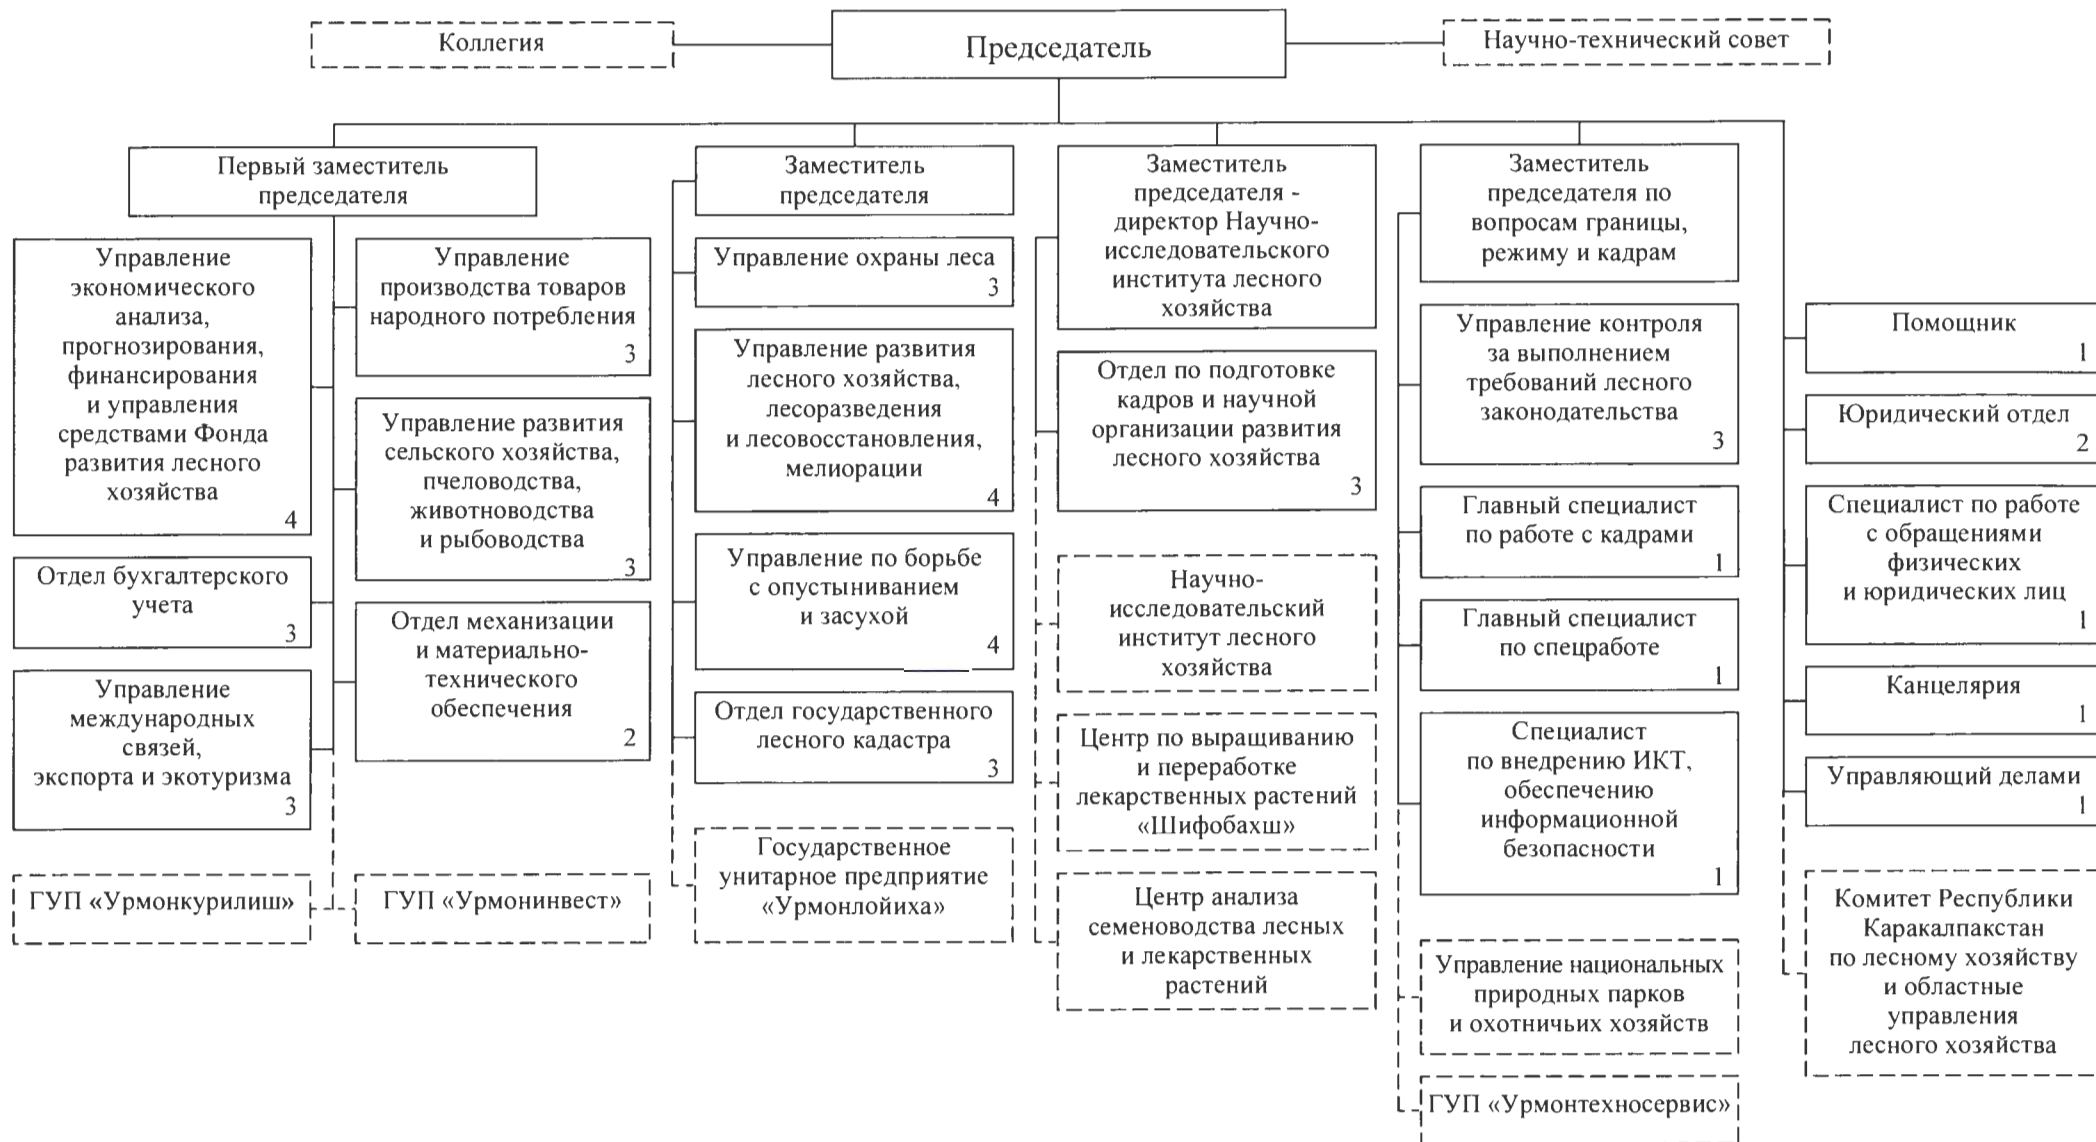 Коллегия
Председатель
Научно-технический совет
Первый заместитель
председателя
Управление
экономического
анализа,
прогнозирования,
финансирования
и управления
средствами Фонда
развития лесного
хозяйства
4
Отдел бухгалтерского
учета
3
Управление
международных
связей,
экспорта и экотуризма
3
ГУП «Урмонкурилиш»
Управление
производства товаров
народного потребления
3
Управление развития
сельского хозяйства,
пчеловодства,
животноводства
и рыбоводства
3
Отдел механизации
и материально-
технического
обеспечения
2
ГУП «Урмонинвест»
Заместитель
председателя
Управление охраны леса
3
Управление развития
лесного хозяйства,
лесоразведения
и лесовосстановления,
мелиорации
4
Управление по борьбе
с опустыниванием
и засухой
4
Отдел государственного
лесного кадастра
3
Государственное
унитарное предприятие
«Урмонлойиха»
Заместитель
председателя -
директор Научно-
исследовательского
института лесного
хозяйства
Отдел по подготовке
кадров и научной
организации развития
лесного хозяйства
3
Научно-
исследовательский
институт лесного
хозяйства
Центр по выращиванию
и переработке
лекарственных растений
«Шифобахш»
Центр анализа
семеноводства лесных
и лекарственных
растений
Заместитель
председателя по
вопросам границы,
режиму и кадрам
Управление контроля
за выполнением
требований лесного
законодательства
3
Главный специалист
по работе с кадрами
1
Главный специалист
по спецработе
1
Специалист
по внедрению ИКТ,
обеспечению
информационной
безопасности
1
Управление национальных
природных парков
и охотничьих хозяйств
ГУП «Урмонтехносервис»
Помощник
1
Юридический отдел
2
Специалист по работе
с обращениями
физических
и юридических лиц
1
Канцелярия
1
Управляющий делами
1
Комитет Республики
Каракалпакстан
по лесному хозяйству
и областные
управления
лесного хозяйства